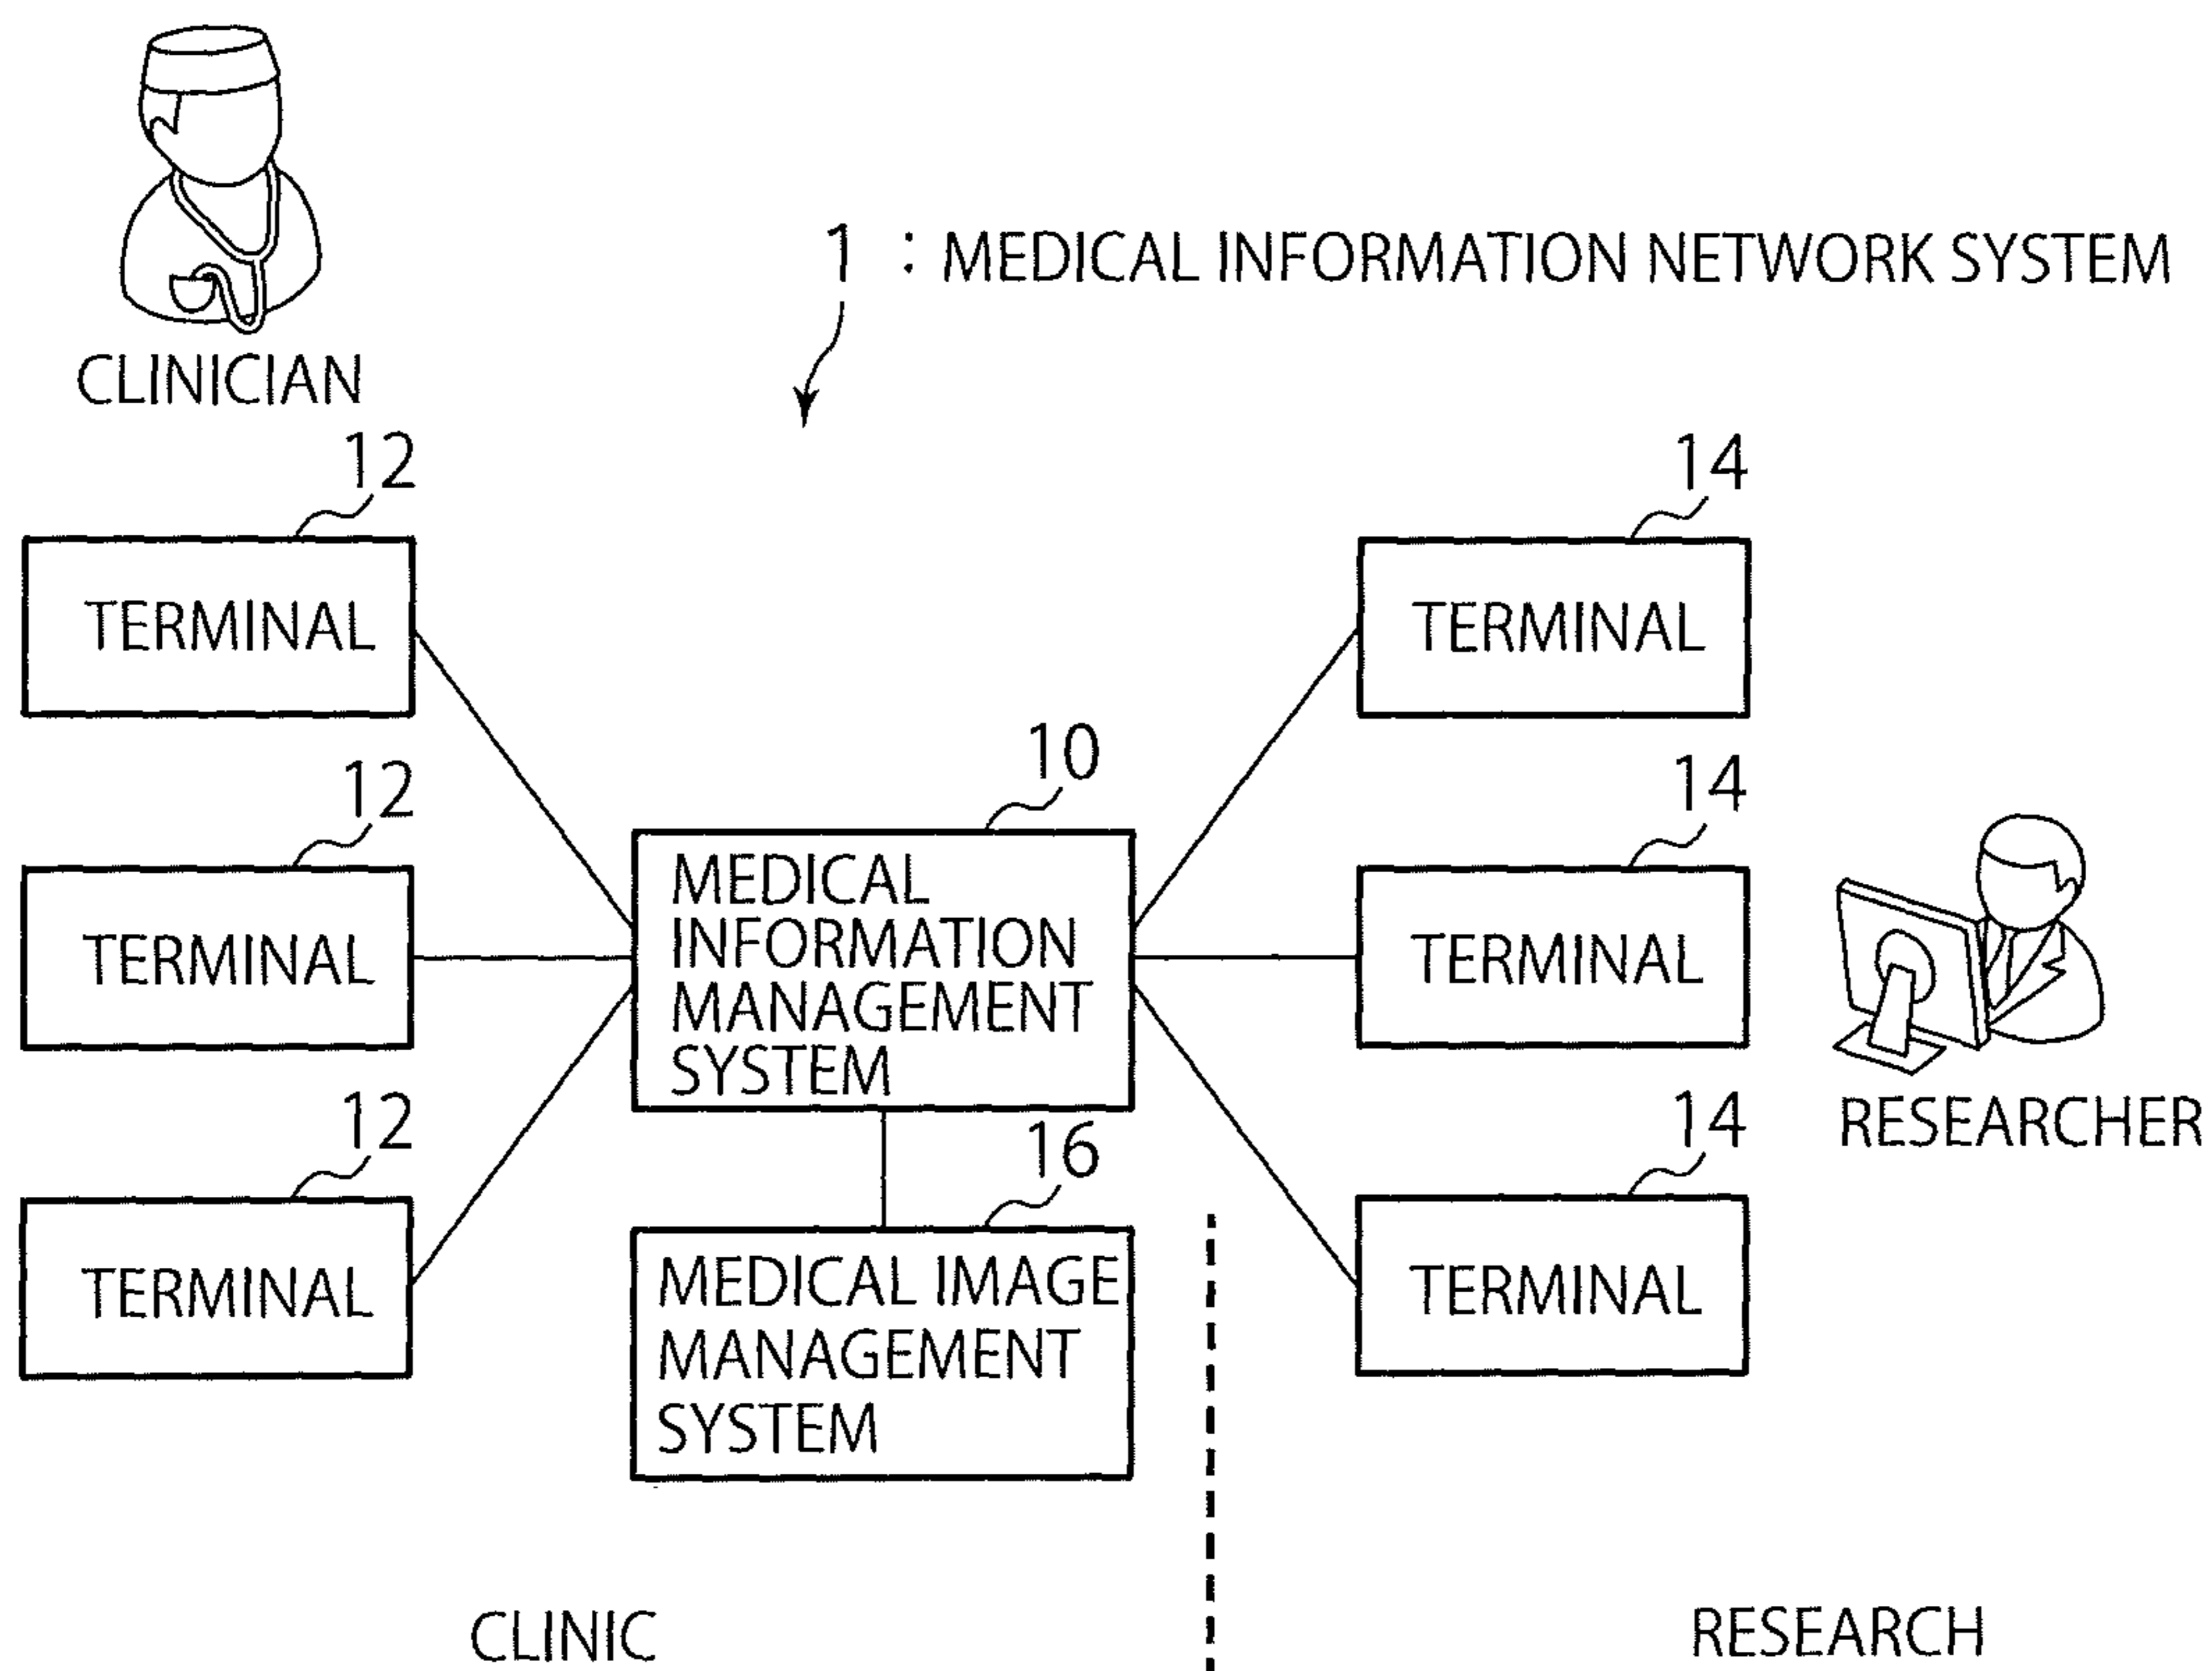 1 : MEDICAL INFORMATION NETWORK SYSTEM
CLINICIAN
12
14
TERMINAL
TERMINAL
10
12
14
MEDICAL
INFORMATION
MANAGEMENT
SYSTEM
TERMINAL
TERMINAL
RESEARCHER
12
16
14
TERMINAL
MEDICAL IMAGE
MANAGEMENT
SYSTEM
TERMINAL
CLINIC
RESEARCH